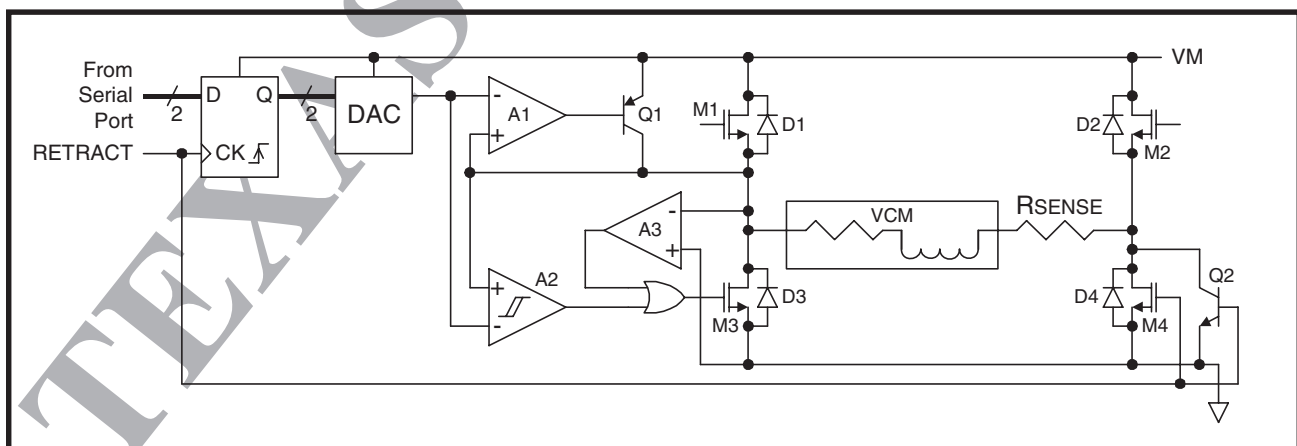 TEXAS
From
Serial
Port
2
D
Q
2
DAC
RETRACT
CK
A1
Q1
M1
D1
VM
D2
M2
A3
VCM
RSENSE
A2
M3
D3
D4
M4
Q2
-
+
-
+
+
-